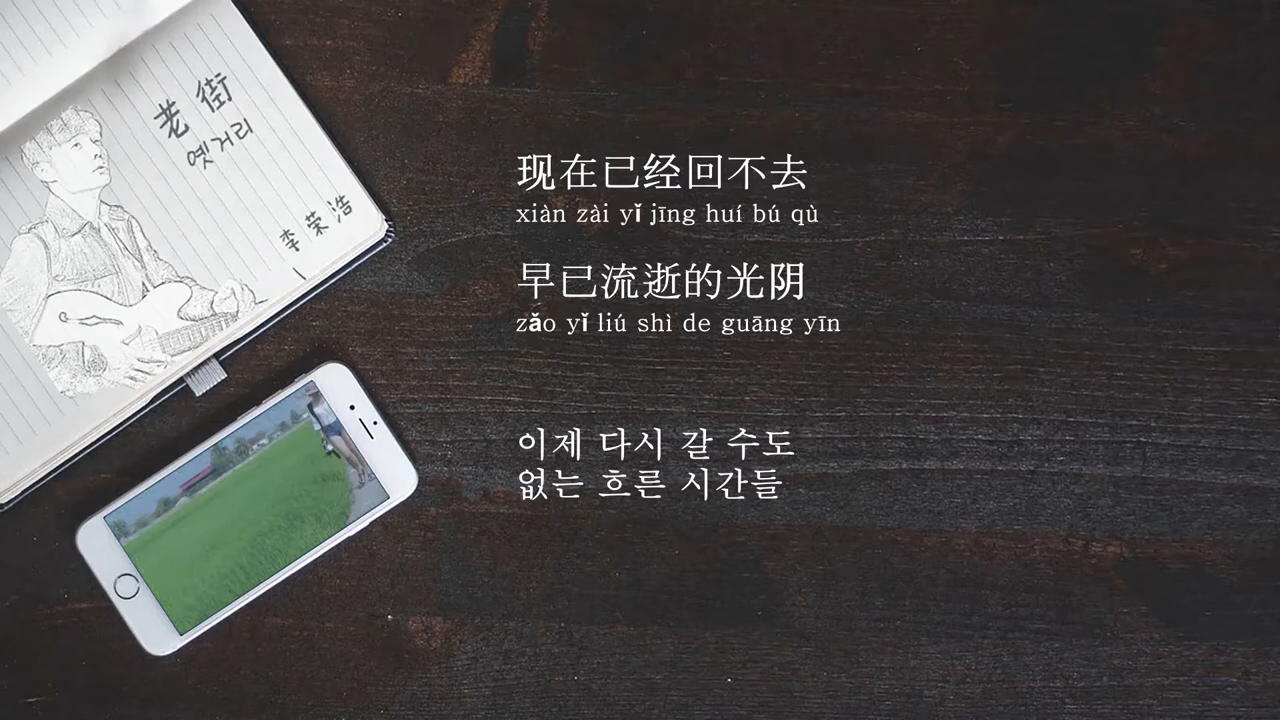 老街
옛거리
李荣浩
现在已经回不去
xiàn zài yǐ jīng huí bú qù
早已流逝的光阴
zǎo yǐ liú shì de guāng yīn
이제 다시 갈 수도
없는 흐른 시간들